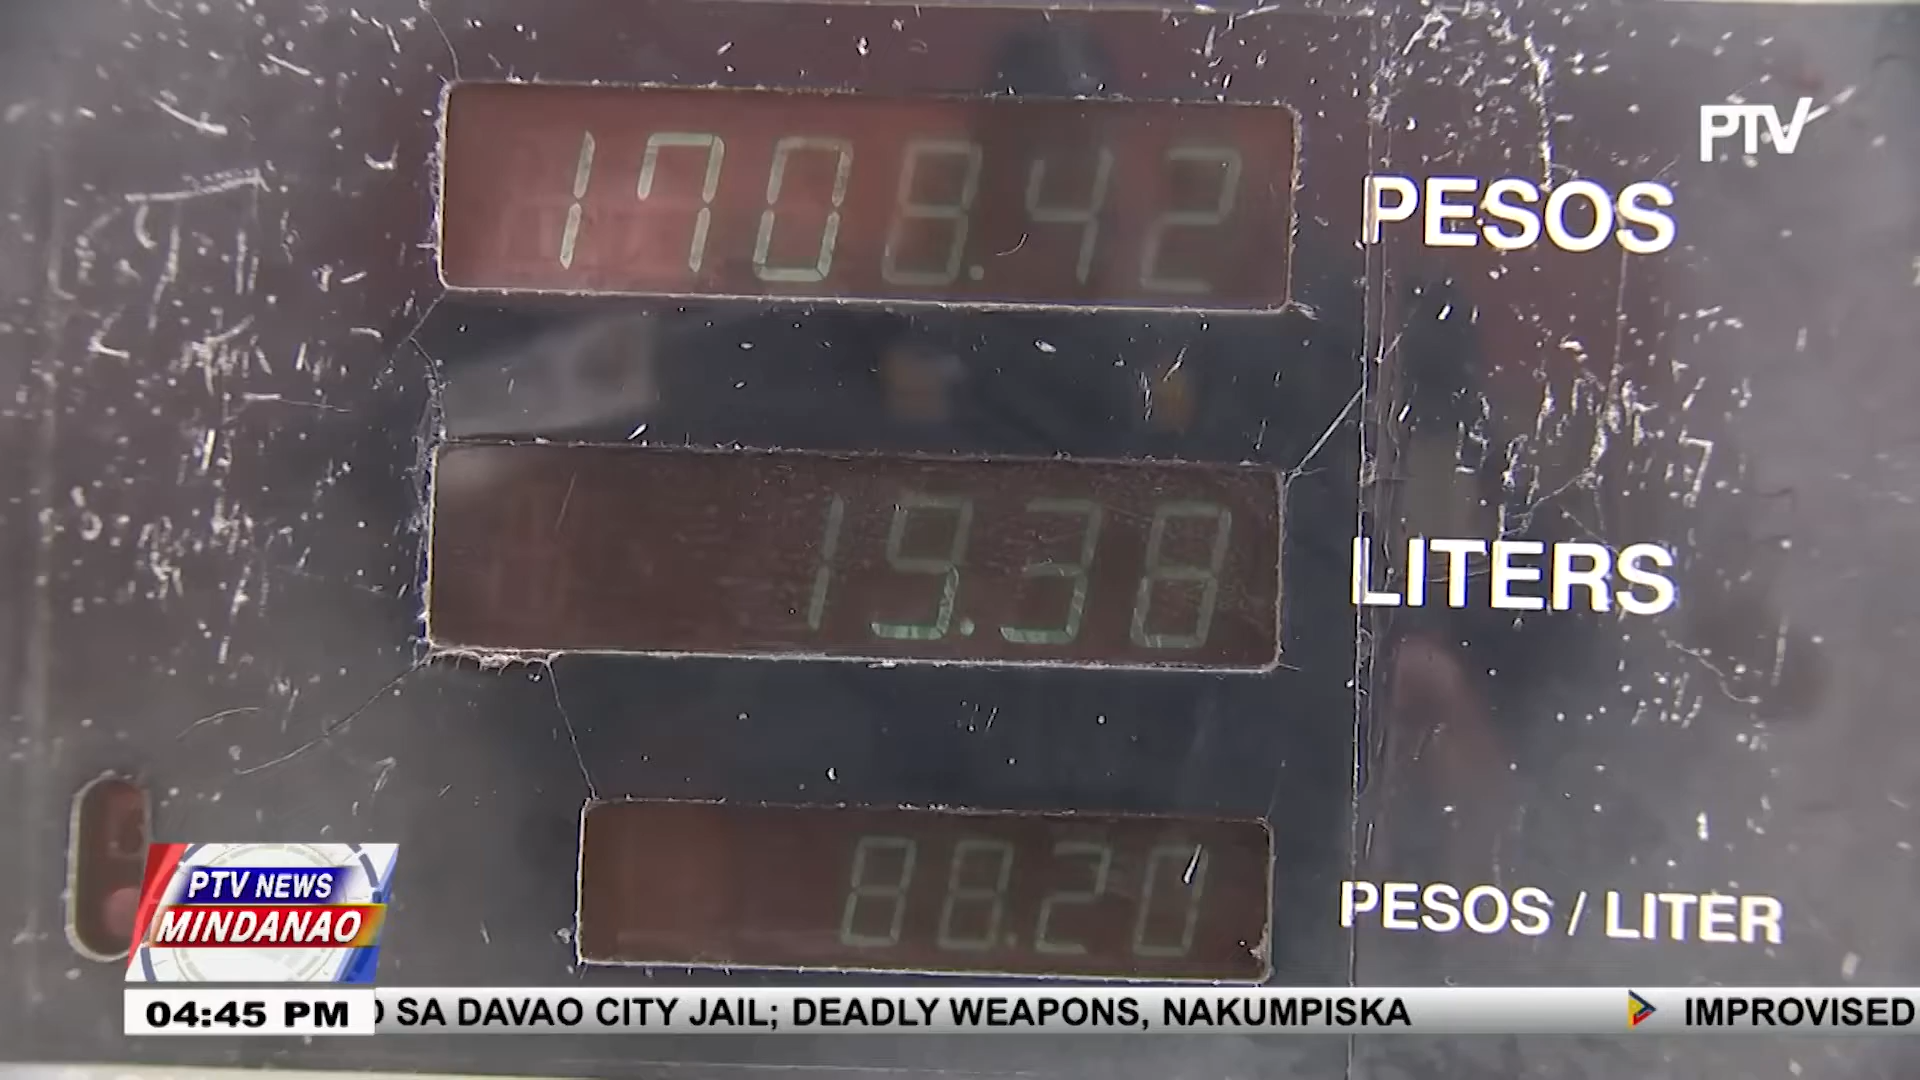 PTV
1708.42 PESOS
19.38 LITERS
88.20 PESOS / LITER
PTV NEWS
MINDANAO
04:45 PM SA DAVAO CITY JAIL; DEADLY WEAPONS, NAKUMPISKA IMPROVISED